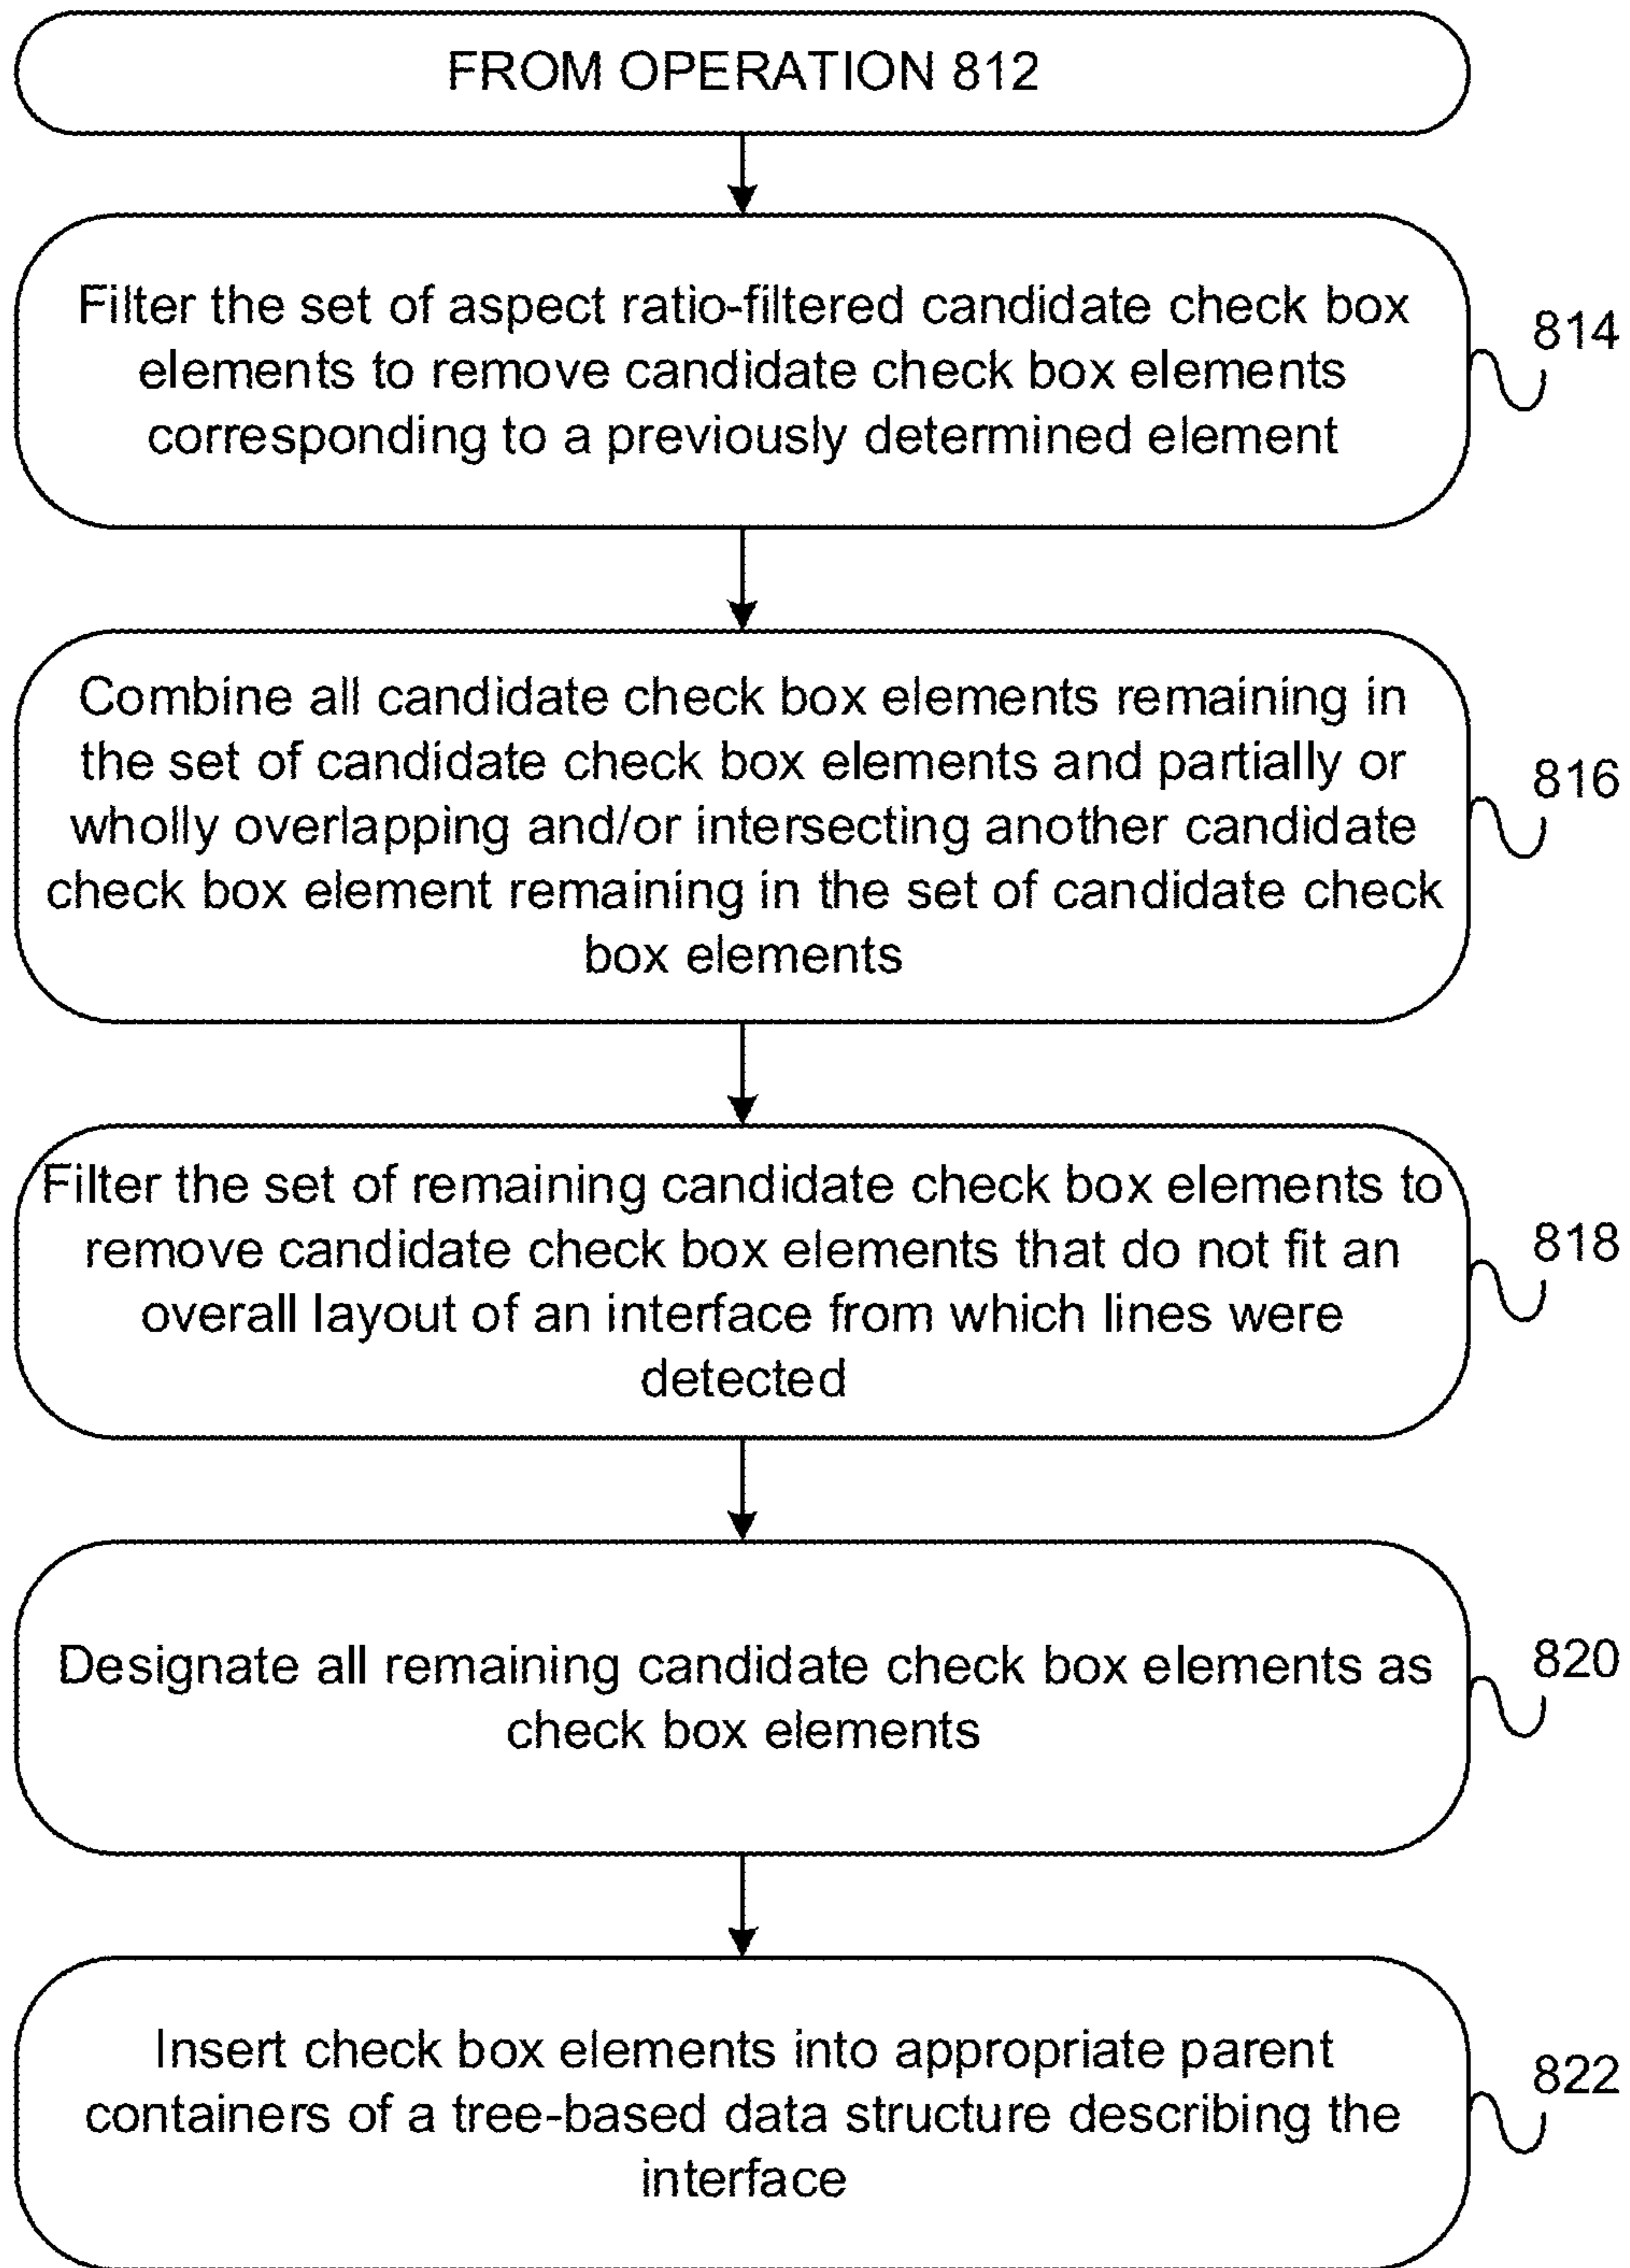 FROM OPERATION 812
Filter the set of aspect ratio-filtered candidate check box
elements to remove candidate check box elements
corresponding to a previously determined element
814
Combine all candidate check box elements remaining in
the set of candidate check box elements and partially or
wholly overlapping and/or intersecting another candidate
check box element remaining in the set of candidate check
box elements
816
Filter the set of remaining candidate check box elements to
remove candidate check box elements that do not fit an
overall layout of an interface from which lines were
detected
818
Designate all remaining candidate check box elements as
check box elements
820
Insert check box elements into appropriate parent
containers of a tree-based data structure describing the
interface
822